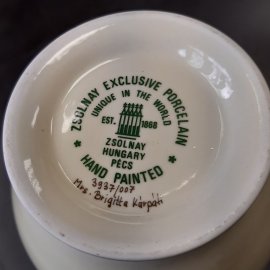 ZSOLNAY EXCLUSIVE PORCELAIN
UNIQUE IN THE WORLD
EST. 1868
ZSOLNAY
HUNGARY
PÉCS
HAND PAINTED
3937/007
Mrs. Brigitta Kárpáti